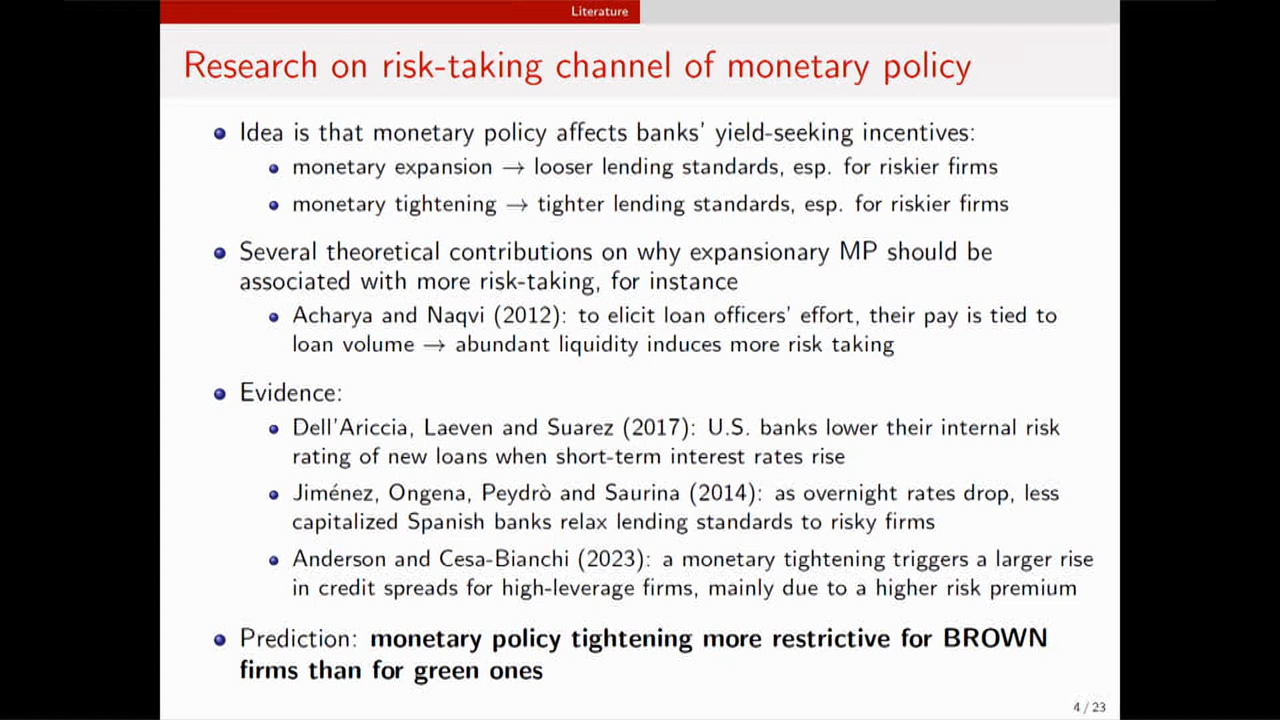 Literature
Research on risk-taking channel of monetary policy
Idea is that monetary policy affects banks' yield-seeking incentives:
monetary expansion → looser lending standards, esp. for riskier firms
monetary tightening → tighter lending standards, esp. for riskier firms
Several theoretical contributions on why expansionary MP should be
associated with more risk-taking, for instance
Acharya and Naqvi (2012): to elicit loan officers' effort, their pay is tied to
loan volume → abundant liquidity induces more risk taking
Evidence:
Dell'Ariccia, Laeven and Suarez (2017): U.S. banks lower their internal risk
rating of new loans when short-term interest rates rise
Jiménez, Ongena, Peydrò and Saurina (2014): as overnight rates drop, less
capitalized Spanish banks relax lending standards to risky firms
Anderson and Cesa-Bianchi (2023): a monetary tightening triggers a larger rise
in credit spreads for high-leverage firms, mainly due to a higher risk premium
Prediction: monetary policy tightening more restrictive for BROWN
firms than for green ones
4 / 23